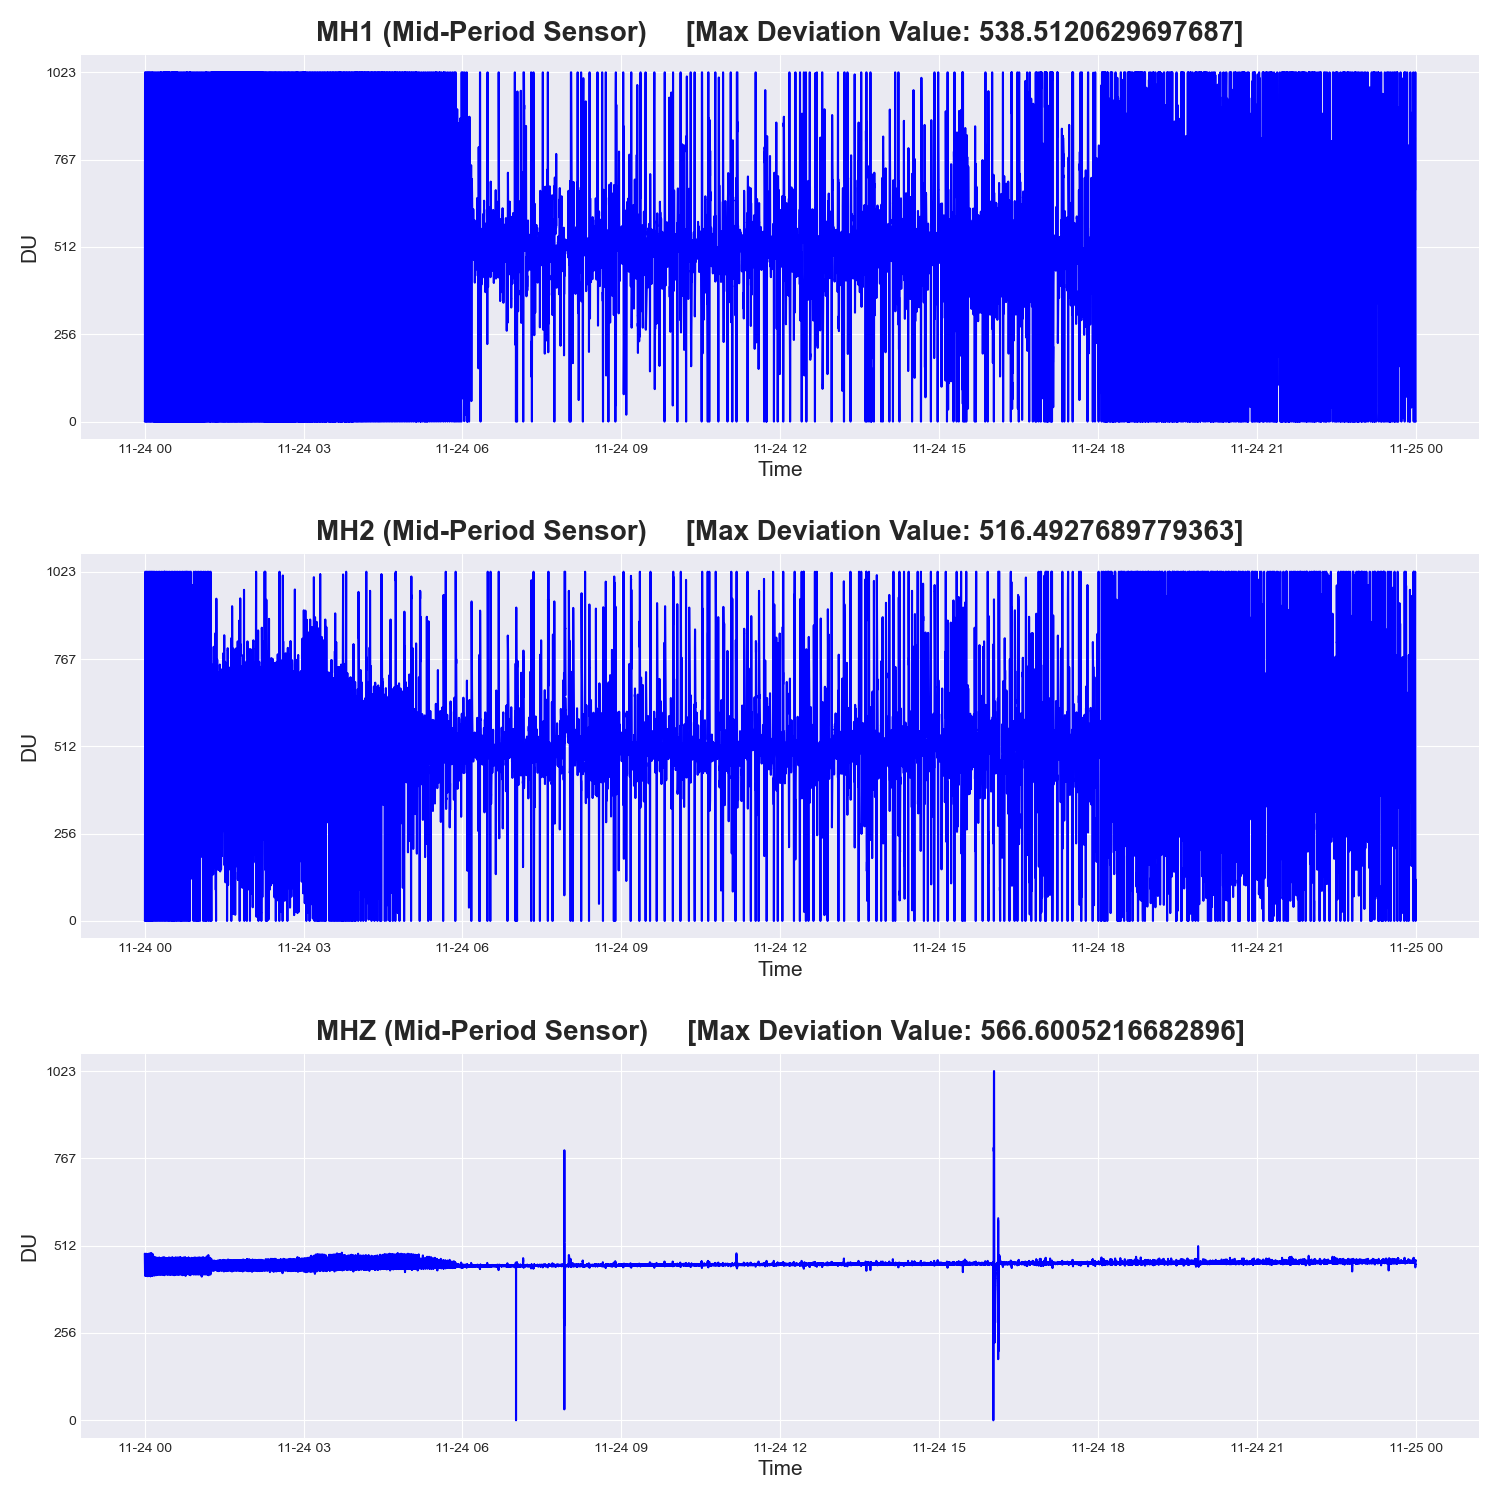 MH1 (Mid-Period Sensor) [Max Deviation Value: 538.5120629697687]
1023
767
512
256
0
DU
11-24 00 11-24 03 11-24 06 11-24 09 11-24 12 11-24 15 11-24 18 11-24 21 11-25 00
Time
MH2 (Mid-Period Sensor) [Max Deviation Value: 516.4927689779363]
1023
767
512
256
0
DU
11-24 00 11-24 03 11-24 06 11-24 09 11-24 12 11-24 15 11-24 18 11-24 21 11-25 00
Time
MHZ (Mid-Period Sensor) [Max Deviation Value: 566.6005216682896]
1023
767
512
256
0
DU
11-24 00 11-24 03 11-24 06 11-24 09 11-24 12 11-24 15 11-24 18 11-24 21 11-25 00
Time